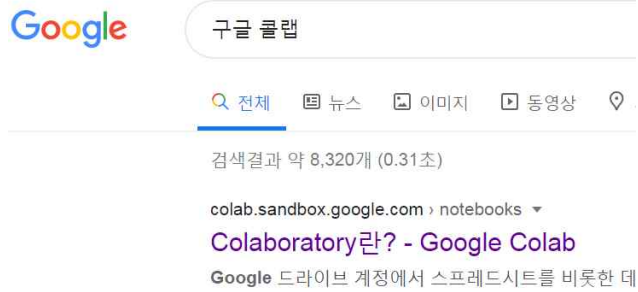 Google
구글 콜랩
전체 뉴스 이미지 동영상
검색결과 약 8,320개 (0.31초)
colab.sandbox.google.com › notebooks
Colaboratory란? - Google Colab
Google 드라이브 계정에서 스프레드시트를 비롯한 데